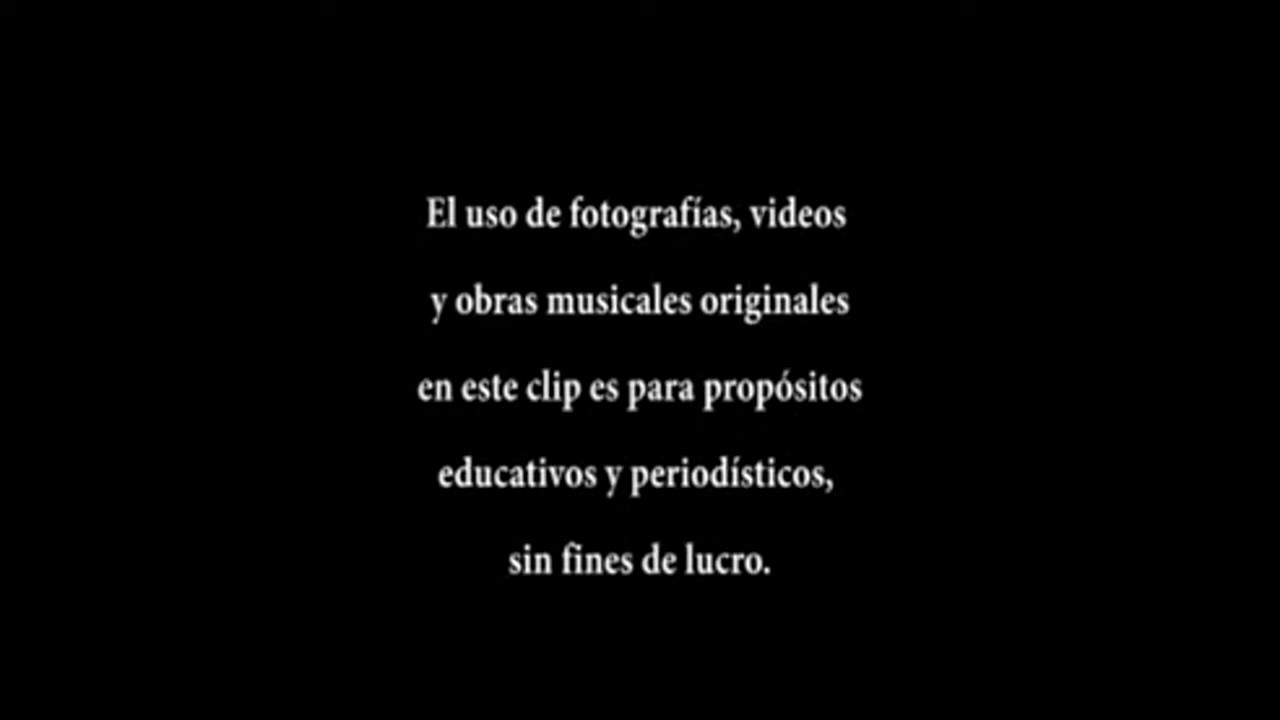 El uso de fotografías, videos
y obras musicales originales
en este clip es para propósitos
educativos y periodísticos,
sin fines de lucro.